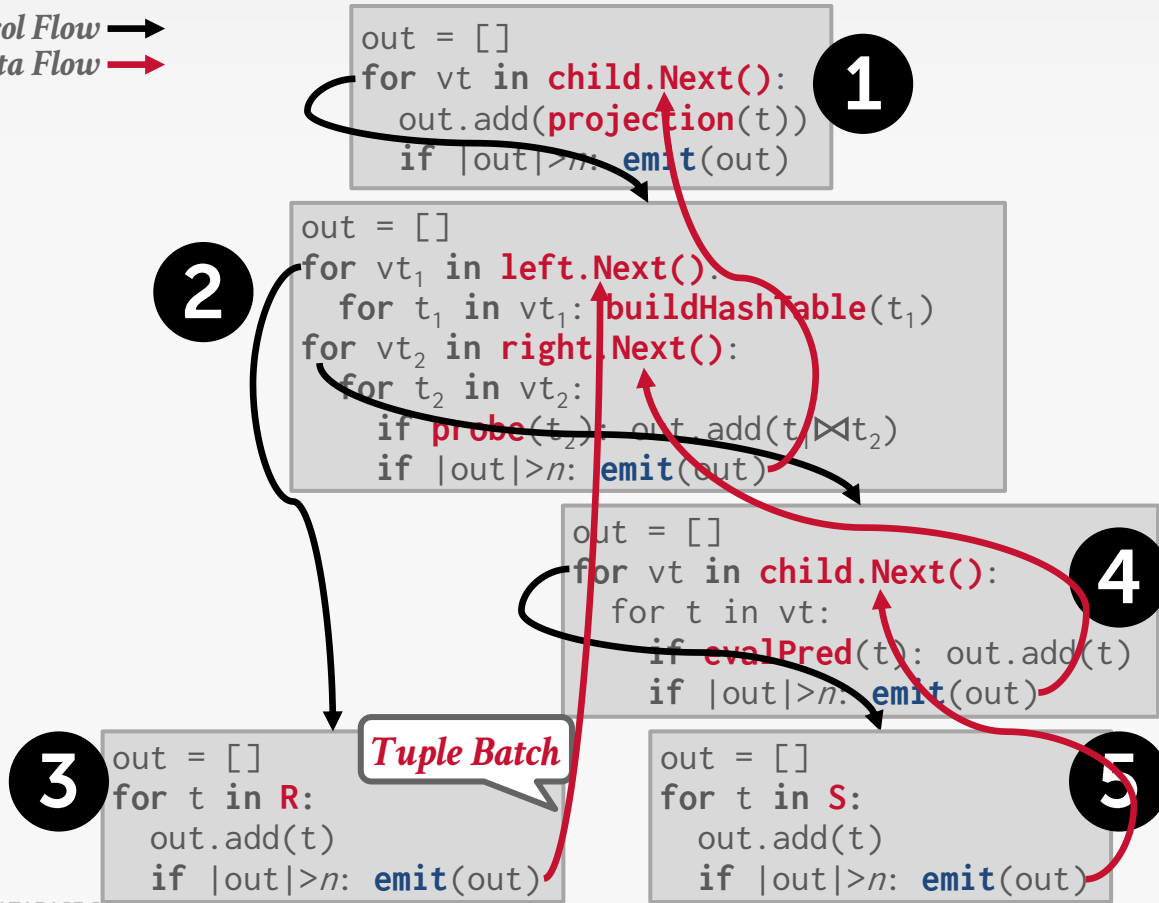 rol Flow
ta Flow
out = []
for vt in child.Next():
out.add(projection(t))
if |out|>n: emit(out)
1
out = []
for vt₁ in left.Next():
for t₁ in vt₁: buildHashTable(t₁)
for vt₂ in right.Next():
for t₂ in vt₂:
if probe(t₂): out.add(t₁⋈t₂)
if |out|>n: emit(out)
2
out = []
for vt in child.Next():
for t in vt:
if evalPred(t): out.add(t)
if |out|>n: emit(out)
4
3
out = []
for t in R:
out.add(t)
if |out|>n: emit(out)
Tuple Batch
out = []
for t in S:
out.add(t)
if |out|>n: emit(out)
5